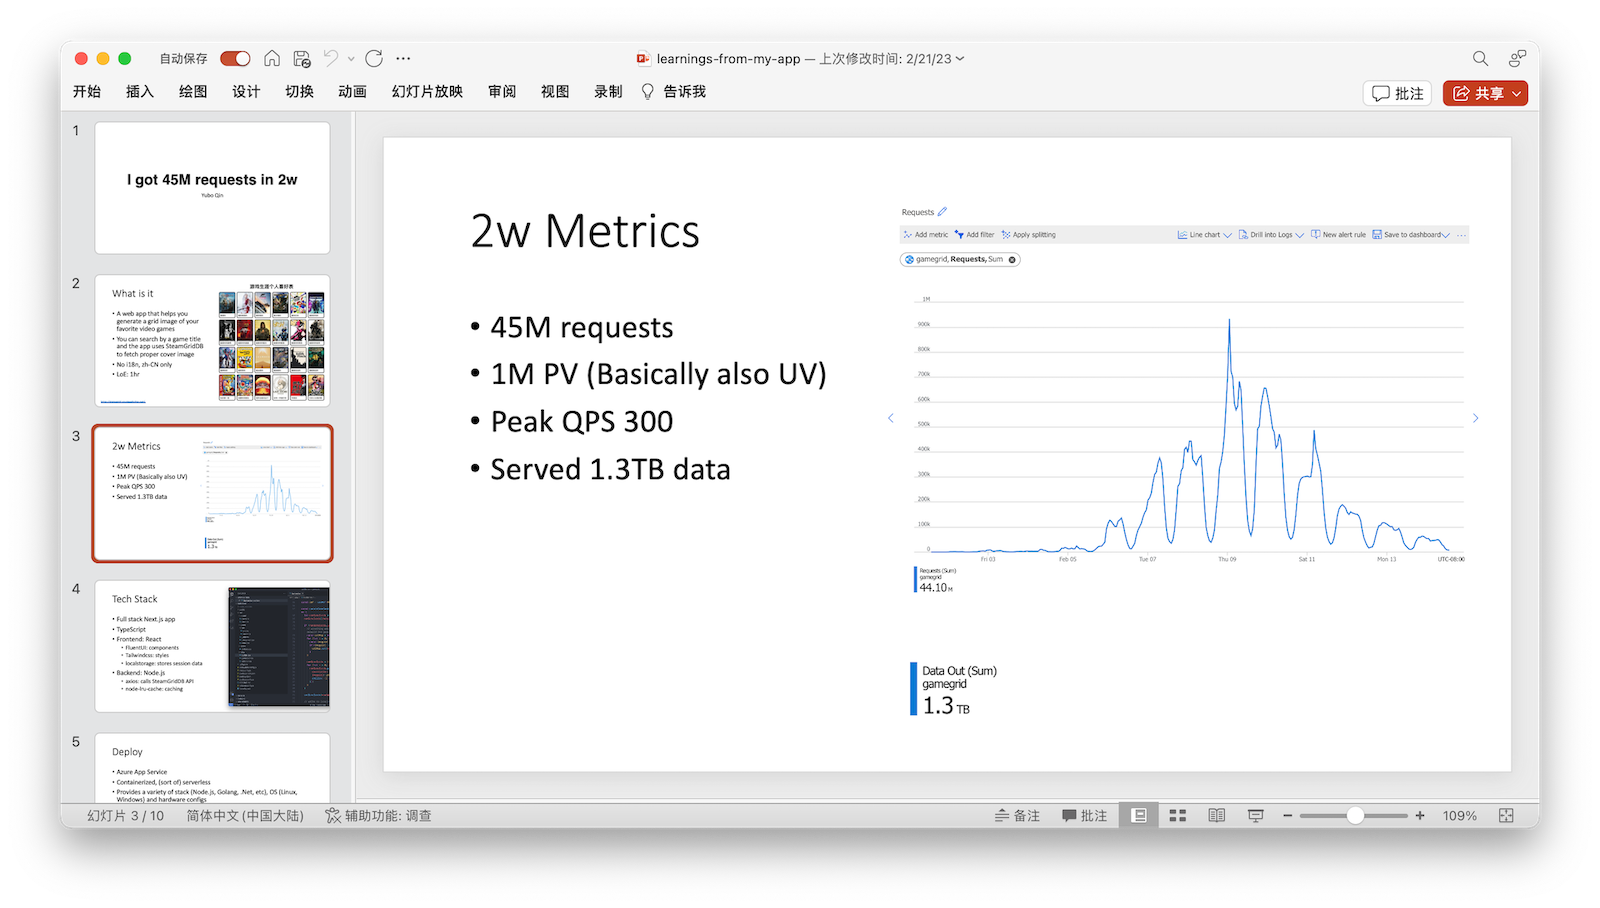 自动保存
learnings-from-my-app — 上次修改时间: 2/21/23
开始 插入 绘图 设计 切换 动画 幻灯片放映 审阅 视图 录制 告诉我
批注 共享
1
I got 45M requests in 2w
Yubo Qin
2
What is it
• A web app that helps you
generate a grid image of your
favorite video games
• You can search by a game title
and the app uses SteamGridDB
to fetch proper cover image
• No i18n, zh-CN only
• LoE: 1hr
游戏生涯个人喜好表
3
2w Metrics
• 45M requests
• 1M PV (Basically also UV)
• Peak QPS 300
• Served 1.3TB data
4
Tech Stack
• Full stack Next.js app
• TypeScript
• Frontend: React
• FluentUI: components
• Tailwindcss: styles
• localstorage: stores session data
• Backend: Node.js
• axios: calls SteamGridDB API
• node-lru-cache: caching
5
Deploy
• Azure App Service
• Containerized, (sort of) serverless
• Provides a variety of stack (Node.js, Golang, .Net, etc), OS (Linux,
Windows) and hardware configs
2w Metrics
• 45M requests
• 1M PV (Basically also UV)
• Peak QPS 300
• Served 1.3TB data
Requests
Add metric Add filter Apply splitting Line chart Drill into Logs New alert rule Save to dashboard ...
gamegrid, Requests, Sum
1M
900k
800k
700k
600k
500k
400k
300k
200k
100k
0
Fri 03 Feb 05 Tue 07 Thu 09 Sat 11 Mon 13 UTC-08:00
Requests (Sum)
gamegrid
44.10 M
Data Out (Sum)
gamegrid
1.3 TB
幻灯片 3 / 10 简体中文 (中国大陆) 辅助功能: 调查 备注 批注 109%